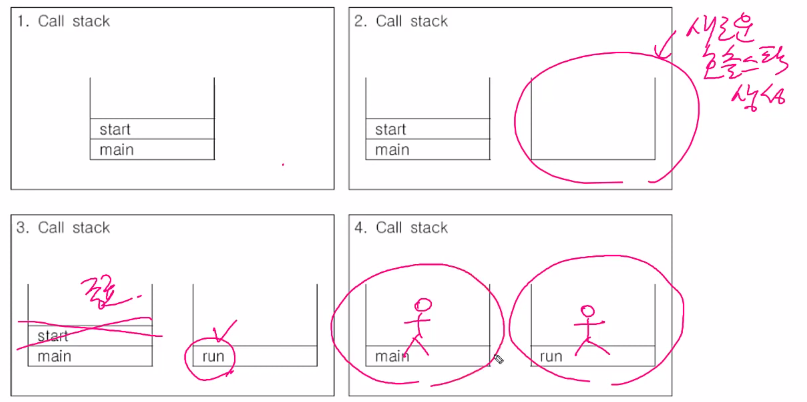 1. Call stack
start
main
2. Call stack
start
main
새로운
호출스택
생성
3. Call stack
종료.
start
main
run
4. Call stack
main
run